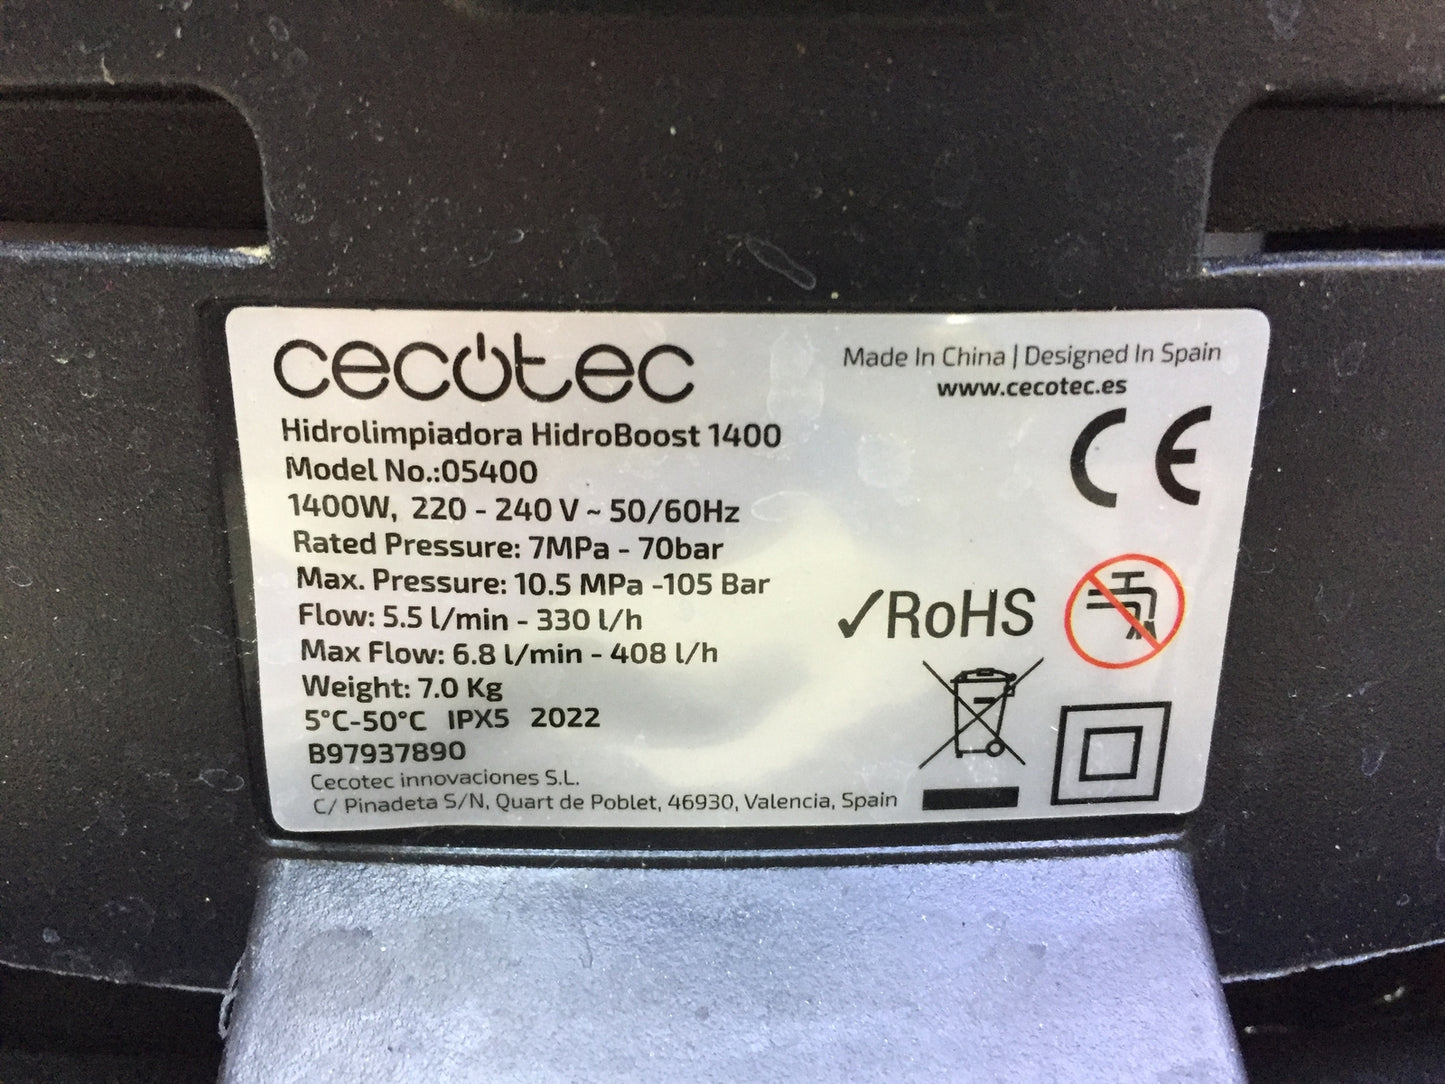 cecotec
Made In China | Designed In Spain
www.cecotec.es
CE
Hidrolimpiadora HidroBoost 1400
Model No.:05400
1400W, 220 - 240 V ~ 50/60Hz
Rated Pressure: 7MPa - 70bar
Max. Pressure: 10.5 MPa -105 Bar
Flow: 5.5 l/min - 330 l/h
Max Flow: 6.8 l/min - 408 l/h
Weight: 7.0 Kg
5°C-50°C IPX5 2022
B97937890
Cecotec innovaciones S.L.
C/ Pinadeta S/N, Quart de Poblet, 46930, Valencia, Spain
✓RoHS